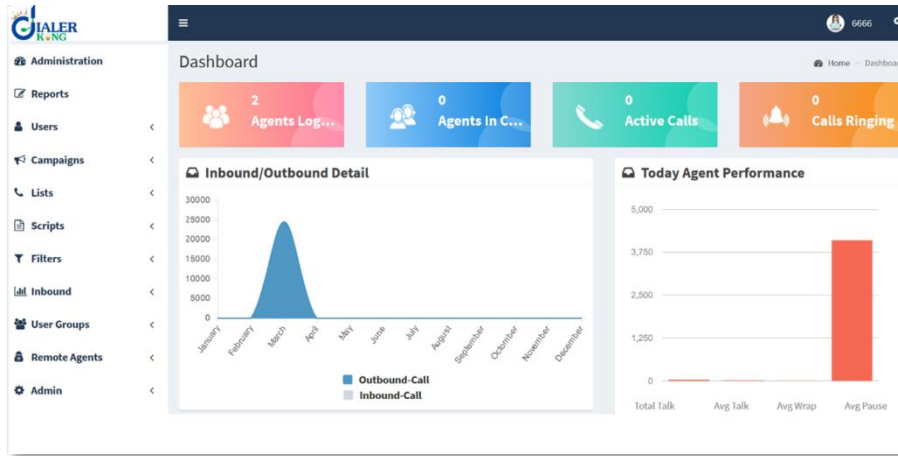 DIALER
KING
6666
Administration
Reports
Users
Campaigns
Lists
Scripts
Filters
Inbound
User Groups
Remote Agents
Admin
Dashboard
Home > Dashboar
2
Agents Log...
0
Agents In C...
0
Active Calls
0
Calls Ringing
Inbound/Outbound Detail
30000
25000
20000
15000
10000
5000
0
January
February
March
April
May
June
July
August
September
Octomber
November
December
Outbound-Call
Inbound-Call
Today Agent Performance
5,000
3,750
2,500
1,250
0
Total Talk
Avg Talk
Avg Wrap
Avg Pause